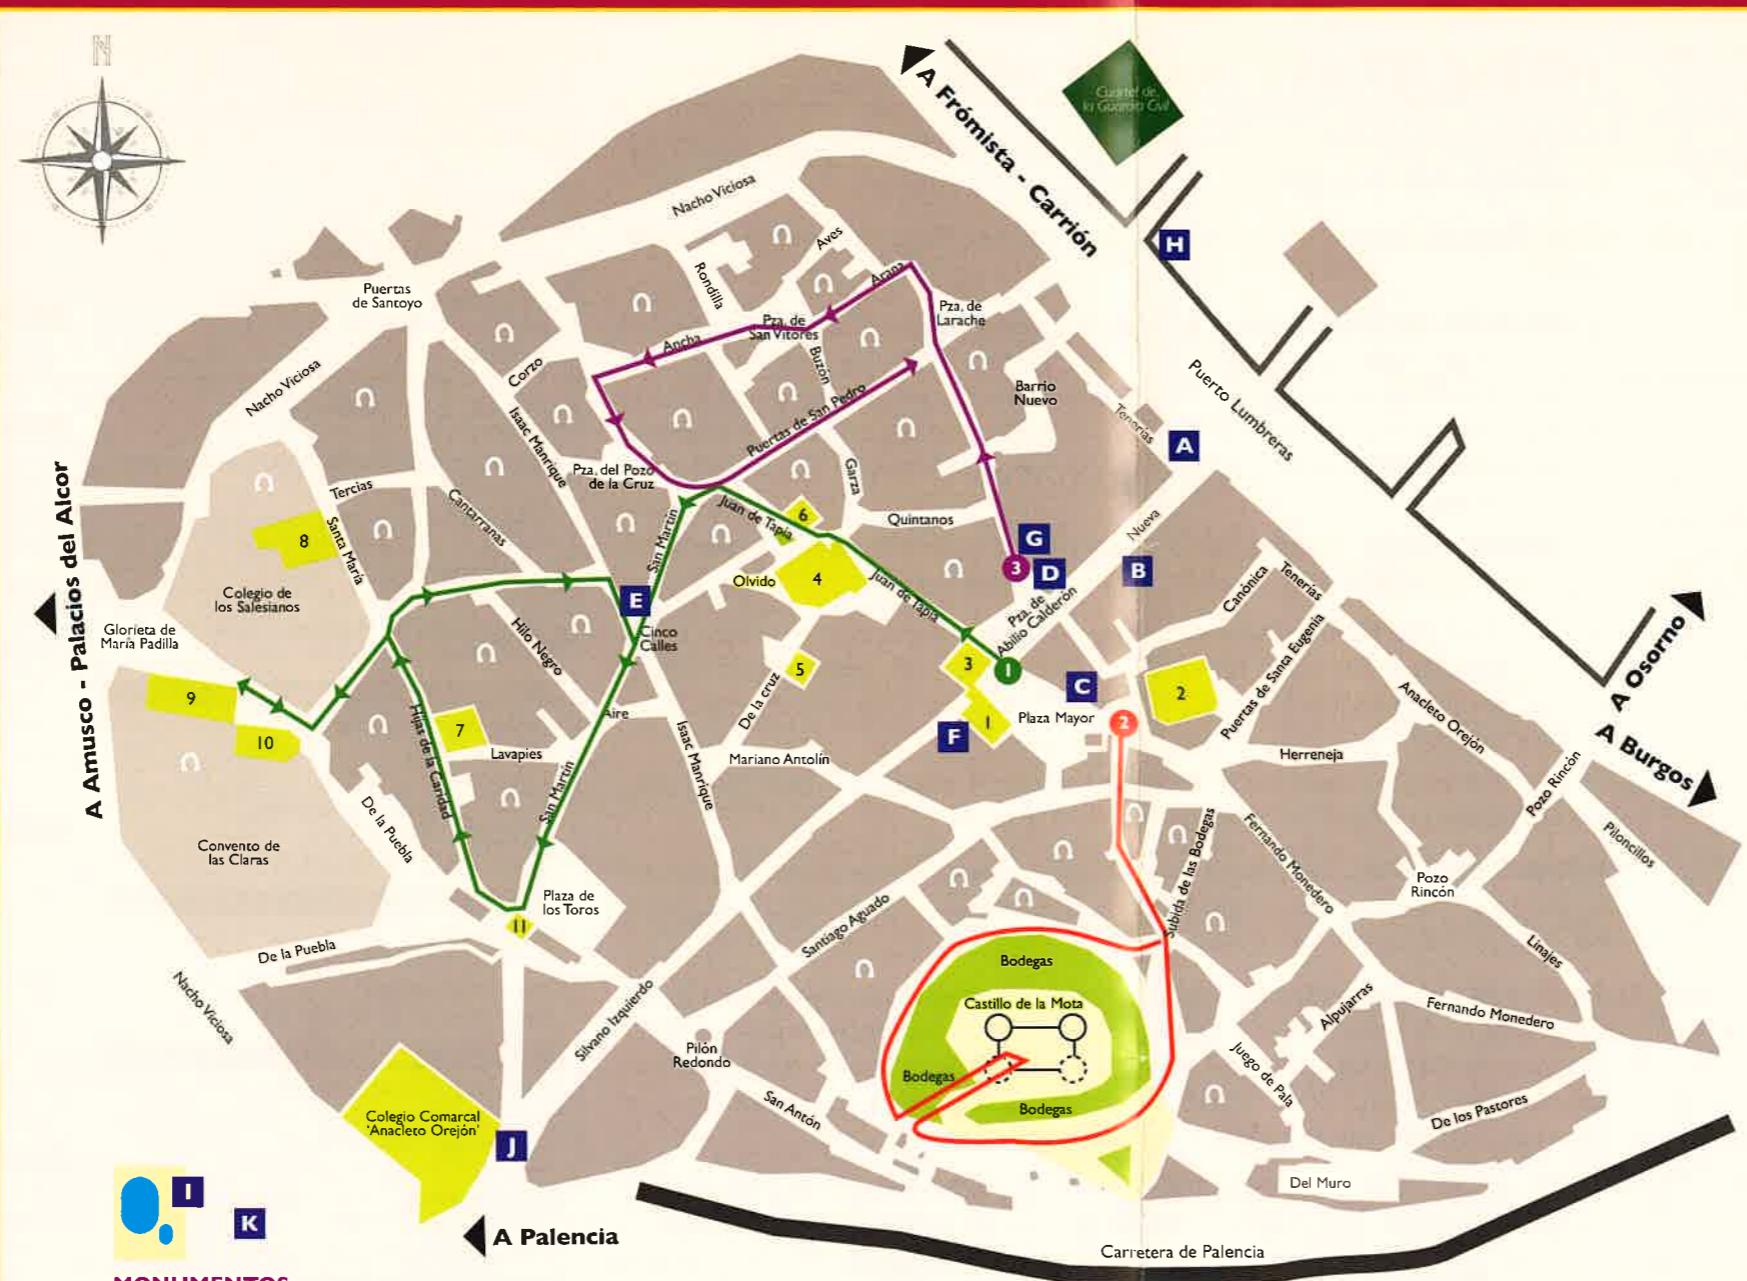 N
A Frómista - Carrión
Cuartel de
la Guardia Civil
H
Nacho Viciosa
Aves
Rondilla
Arana
Puertas
de Santoyo
Pza. de
Larache
Pza. de
San Vitores
Ancha
Buzón
Corzo
Nacho Viciosa
Barrio
Nuevo
Puerto Lumbreras
Tenerías
A
Isaac Manrique
Puertas de San Pedro
Pza. del Pozo
de la Cruz
Garza
Tercias
Cantarranas
Santa María
San Martín
Juan de Tapia
6
Quintanos
Nueva
8
G
3
D
B
Olvido
4
Juan de Tapia
Canónica
Tenerías
Colegio de
los Salesianos
E
Pza. de
Abilio Calderón
A Amusco - Palacios del Alcor
Glorieta de
María Padilla
Hilo Negro
Cinco
Calles
5
3
1
Puertas de Santa Eugenia
A Osorno
9
C
2
De la cruz
Anacleto Orejón
Hijas de la Caridad
7
Aire
F
1
Plaza Mayor
2
10
Lavapies
Isaac Manrique
Mariano Antolín
Herreneja
A Burgos
Pozo Rincón
San Martín
De la Puebla
Subida de las Bodegas
Fernando Monedero
Piloncillos
Convento de
las Claras
Pozo
Rincón
Plaza de
los Toros
11
Santiago Aguado
De la Puebla
Linajes
Bodegas
Nacho Viciosa
Silvano Izquierdo
Castillo de la Mota
Alpujarras
Fernando Monedero
Pilón
Redondo
Bodegas
Juego de Pala
San Antón
Bodegas
De los Pastores
Colegio Comarcal
'Anacleto Orejón'
J
Del Muro
I
K
A Palencia
Carretera de Palencia
MONUMENTOS